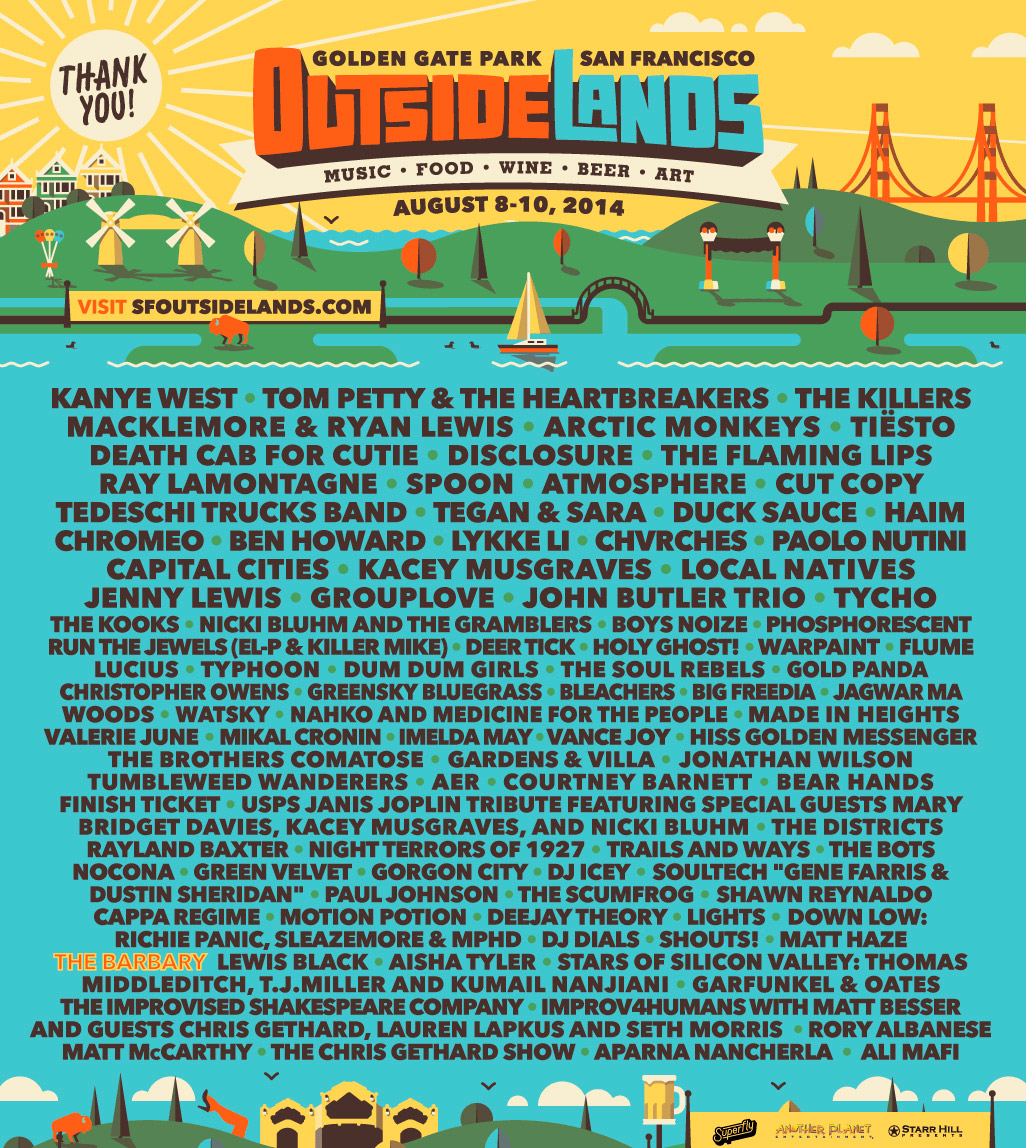 THANK
YOU!
GOLDEN GATE PARK SAN FRANCISCO
OUTSIDE LANDS
MUSIC • FOOD • WINE • BEER • ART
AUGUST 8-10, 2014
VISIT SFOUTSIDELANDS.COM
KANYE WEST • TOM PETTY & THE HEARTBREAKERS • THE KILLERS
MACKLEMORE & RYAN LEWIS • ARCTIC MONKEYS • TIËSTO
DEATH CAB FOR CUTIE • DISCLOSURE • THE FLAMING LIPS
RAY LAMONTAGNE • SPOON • ATMOSPHERE • CUT COPY
TEDESCHI TRUCKS BAND • TEGAN & SARA • DUCK SAUCE • HAIM
CHROMEO • BEN HOWARD • LYKKE LI • CHVRCHES • PAOLO NUTINI
CAPITAL CITIES • KACEY MUSGRAVES • LOCAL NATIVES
JENNY LEWIS • GROUPLOVE • JOHN BUTLER TRIO • TYCHO
THE KOOKS • NICKI BLUHM AND THE GRAMBLERS • BOYS NOIZE • PHOSPHORESCENT
RUN THE JEWELS (EL-P & KILLER MIKE) • DEER TICK • HOLY GHOST! • WARPAINT • FLUME
LUCIUS • TYPHOON • DUM DUM GIRLS • THE SOUL REBELS • GOLD PANDA
CHRISTOPHER OWENS • GREENSKY BLUEGRASS • BLEACHERS • BIG FREEDIA • JAGWAR MA
WOODS • WATSKY • NAHKO AND MEDICINE FOR THE PEOPLE • MADE IN HEIGHTS
VALERIE JUNE • MIKAL CRONIN • IMELDA MAY • VANCE JOY • HISS GOLDEN MESSENGER
THE BROTHERS COMATOSE • GARDENS & VILLA • JONATHAN WILSON
TUMBLEWEED WANDERERS • AER • COURTNEY BARNETT • BEAR HANDS
FINISH TICKET • USPS JANIS JOPLIN TRIBUTE FEATURING SPECIAL GUESTS MARY
BRIDGET DAVIES, KACEY MUSGRAVES, AND NICKI BLUHM • THE DISTRICTS
RAYLAND BAXTER • NIGHT TERRORS OF 1927 • TRAILS AND WAYS • THE BOTS
NOCONA • GREEN VELVET • GORGON CITY • DJ ICEY • SOULTECH "GENE FARRIS &
DUSTIN SHERIDAN" • PAUL JOHNSON • THE SCUMFROG • SHAWN REYNALDO
CAPPA REGIME • MOTION POTION • DEEJAY THEORY • LIGHTS • DOWN LOW:
RICHIE PANIC, SLEAZEMORE & MPHD • DJ DIALS • SHOUTS! • MATT HAZE
THE BARBARY LEWIS BLACK • AISHA TYLER • STARS OF SILICON VALLEY: THOMAS
MIDDLEDITCH, T.J.MILLER AND KUMAIL NANJIANI • GARFUNKEL & OATES
THE IMPROVISED SHAKESPEARE COMPANY • IMPROV4HUMANS WITH MATT BESSER
AND GUESTS CHRIS GETHARD, LAUREN LAPKUS AND SETH MORRIS • RORY ALBANESE
MATT McCARTHY • THE CHRIS GETHARD SHOW • APARNA NANCHERLA • ALI MAFI
Superfly ANOTHER PLANET ENTERTAINMENT STARR HILL PRESENTS